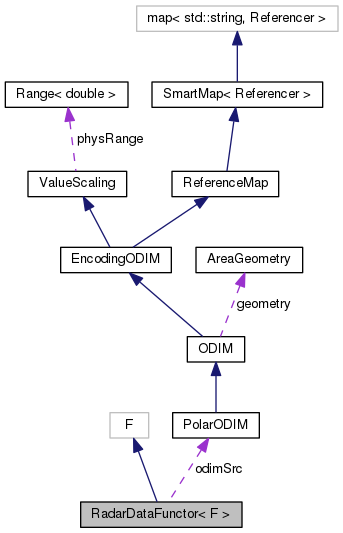 map< std::string, Referencer >
Range< double >
SmartMap< Referencer >
physRange
ValueScaling
ReferenceMap
EncodingODIM
AreaGeometry
geometry
ODIM
F
PolarODIM
odimSrc
RadarDataFunctor< F >